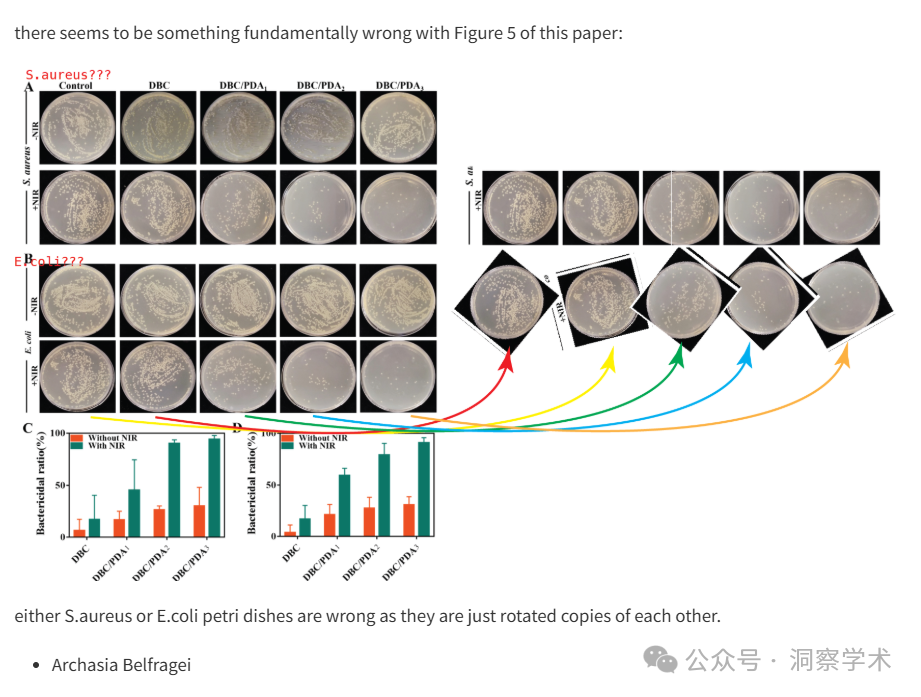 there seems to be something fundamentally wrong with Figure 5 of this paper:
S.aureus???
A Control DBC DBC/PDA1 DBC/PDA2 DBC/PDA3
-NIR
S. aureus
+NIR
S. au
+NIR
B
E.coli???
-NIR
E. coli
+NIR
co
+NIR
C
Bactericidal ratio(%)
100
50
0
Without NIR
With NIR
DBC DBC/PDA1 DBC/PDA2 DBC/PDA3
D
Bactericidal ratio(%)
100
50
0
Without NIR
With NIR
DBC DBC/PDA1 DBC/PDA2 DBC/PDA3
either S.aureus or E.coli petri dishes are wrong as they are just rotated copies of each other.
• Archasia Belfragei
公众号 · 洞察学术